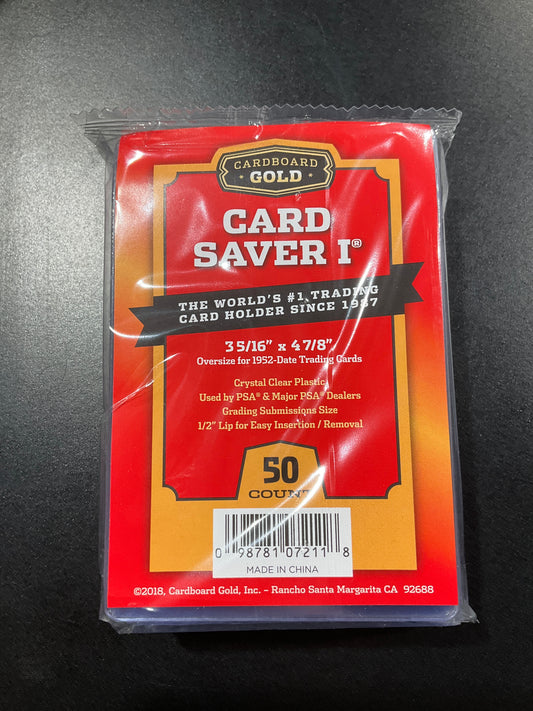 CARDBOARD
GOLD
CARD
SAVER I®
THE WORLD'S #1 TRADING
CARD HOLDER SINCE 1987
3 5/16" x 4 7/8"
Oversize for 1952-Date Trading Cards
Crystal Clear Plastic
Used by PSA® & Major PSA® Dealers
Grading Submissions Size
1/2" Lip for Easy Insertion / Removal
50
COUNT
0 98781 07211 8
MADE IN CHINA
©2018, Cardboard Gold, Inc. – Rancho Santa Margarita CA 92688